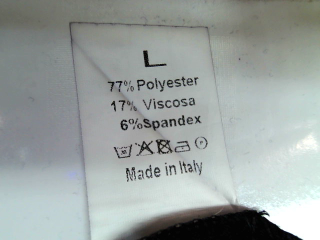 L
77% Polyester
17% Viscosa
6%Spandex
Made in Italy